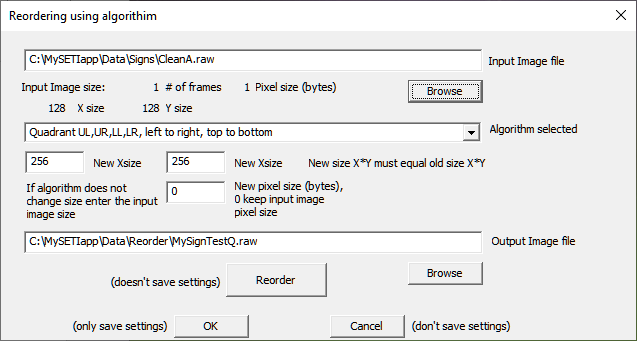 Reordering using algorithim
C:\MySETIapp\Data\Signs\CleanA.raw
Input Image file
Input Image size: 1 # of frames 1 Pixel size (bytes)
Browse
128 X size 128 Y size
Quadrant UL,UR,LL,LR, left to right, top to bottom
Algorithm selected
256 New Xsize 256 New Xsize New size X*Y must equal old size X*Y
If algorithm does not
change size enter the input
image size
0
New pixel size (bytes),
0 keep input image
pixel size
C:\MySETIapp\Data\Reorder\MySignTestQ.raw
Output Image file
(doesn't save settings) Reorder Browse
(only save settings) OK Cancel (don't save settings)